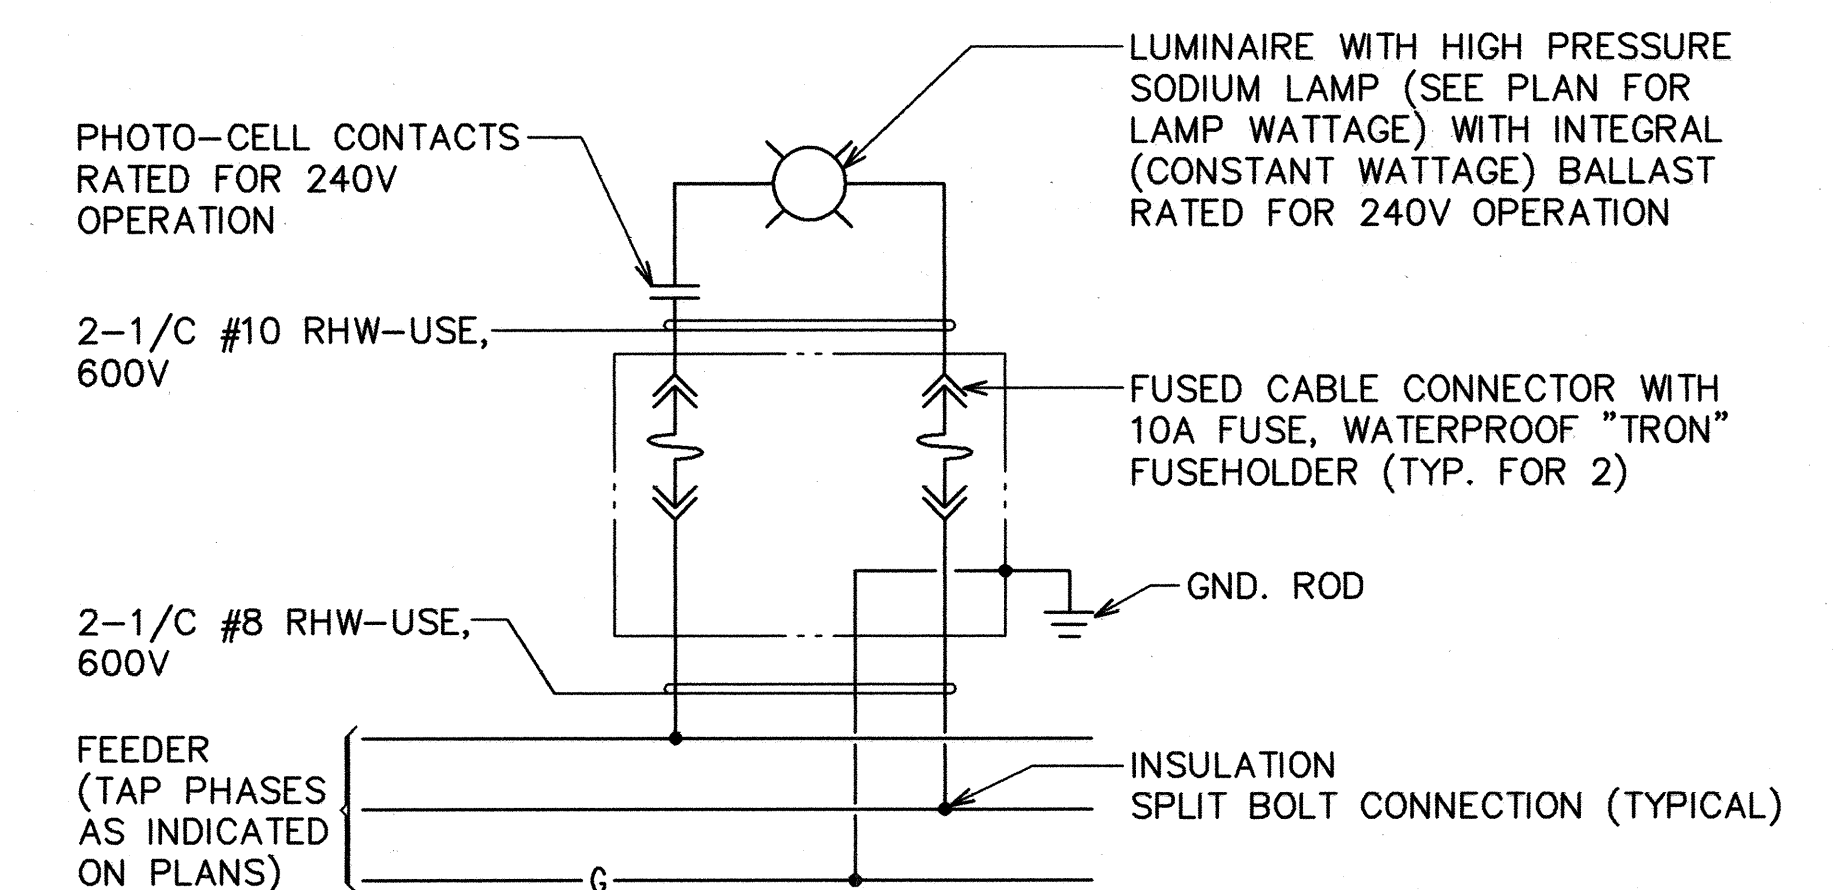 LUMINAIRE WITH HIGH PRESSURE
SODIUM LAMP (SEE PLAN FOR
LAMP WATTAGE) WITH INTEGRAL
(CONSTANT WATTAGE) BALLAST
RATED FOR 240V OPERATION
PHOTO-CELL CONTACTS
RATED FOR 240V
OPERATION
2-1/C #10 RHW-USE,
600V
FUSED CABLE CONNECTOR WITH
10A FUSE, WATERPROOF "TRON"
FUSEHOLDER (TYP. FOR 2)
GND. ROD
2-1/C #8 RHW-USE,
600V
FEEDER
(TAP PHASES
AS INDICATED
ON PLANS)
INSULATION
SPLIT BOLT CONNECTION (TYPICAL)
G